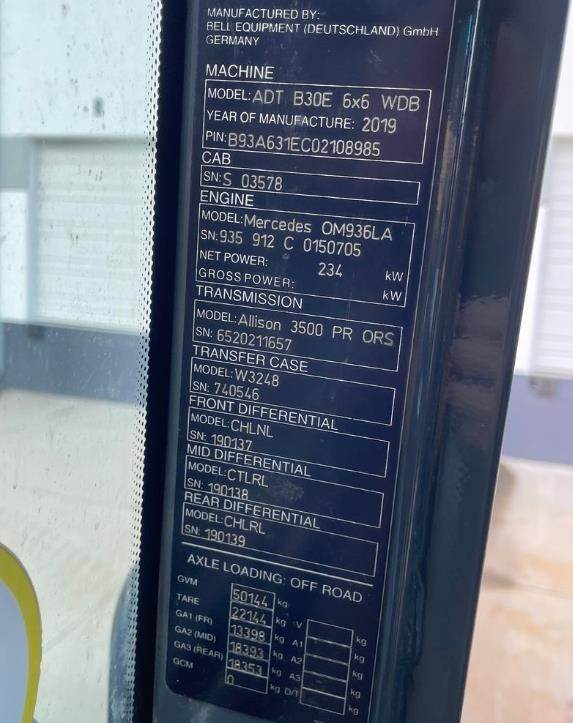 MANUFACTURED BY:
BELL EQUIPMENT (DEUTSCHLAND) GmbH
GERMANY
MACHINE
MODEL: ADT B30E 6x6 WDB
YEAR OF MANUFACTURE: 2019
PIN: B93A631EC02108985
CAB
SN: S 03578
ENGINE
MODEL: Mercedes OM936LA
SN: 935 912 C 0150705
NET POWER: 234 kW
GROSS POWER: kW
TRANSMISSION
MODEL: Allison 3500 PR ORS
SN: 6520211657
TRANSFER CASE
MODEL: W3248
SN: 740546
FRONT DIFFERENTIAL
MODEL: CHLNL
SN: 190137
MID DIFFERENTIAL
MODEL: CTLRL
SN: 190138
REAR DIFFERENTIAL
MODEL: CHLRL
SN: 190139
AXLE LOADING: OFF ROAD
GVM 50144 kg
TARE 22144 kg V kg
GA1 (FR) 13398 kg A1 kg
GA2 (MID) 18393 kg A2 kg
GA3 (REAR) 18353 kg A3 kg
GCM 0 kg D/T kg